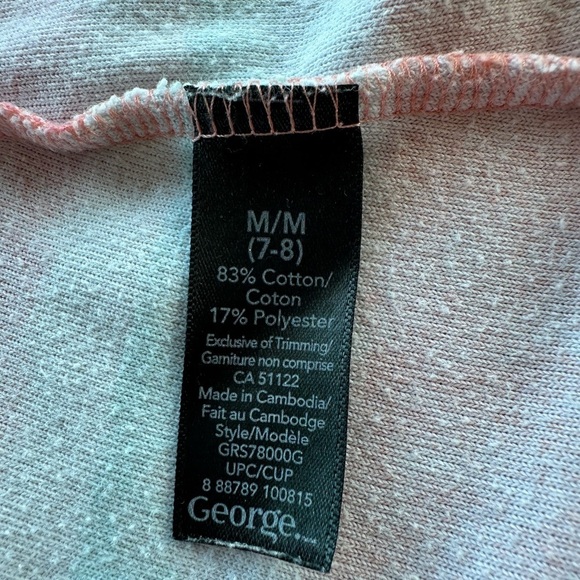 M/M
(7-8)
83% Cotton/
Coton
17% Polyester
Exclusive of Trimming/
Garniture non comprise
CA 51122
Made in Cambodia/
Fait au Cambodge
Style/Modèle
GRS78000G
UPC/CUP
8 88789 100815
George.